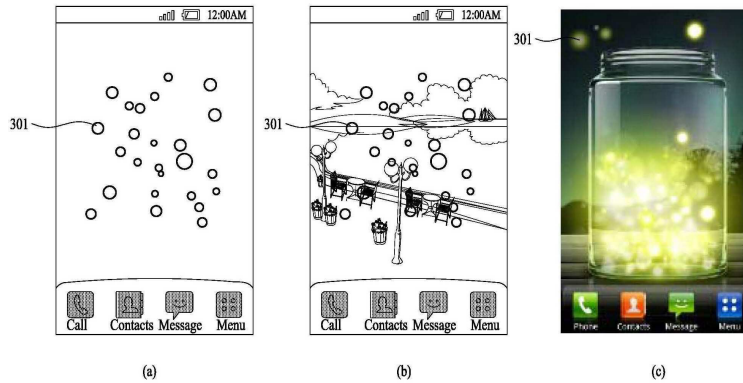 12:00AM
301
Call Contacts Message Menu
(a)
12:00AM
301
Call Contacts Message Menu
(b)
301
Phone Contacts Message Menu
(c)